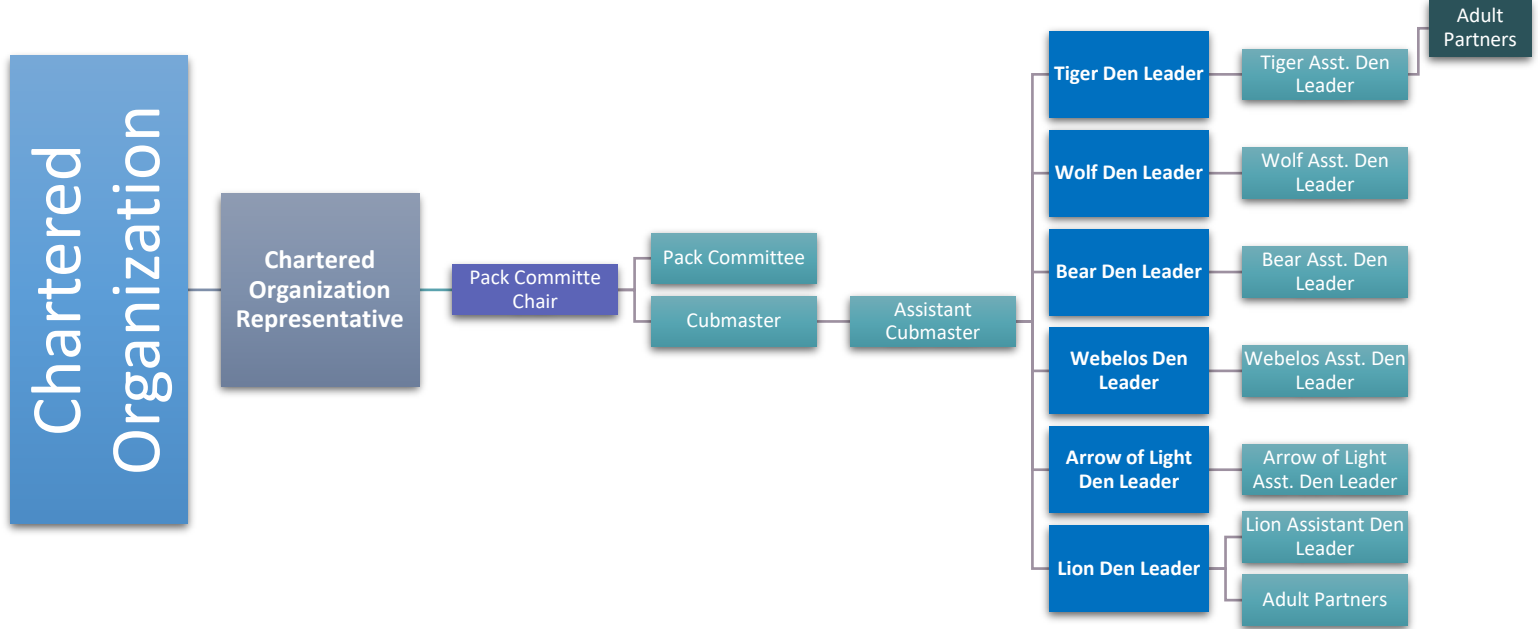 Chartered
Organization
Chartered
Organization
Representative
Pack Committe
Chair
Pack Committee
Cubmaster
Assistant
Cubmaster
Tiger Den Leader
Tiger Asst. Den
Leader
Adult
Partners
Wolf Den Leader
Wolf Asst. Den
Leader
Bear Den Leader
Bear Asst. Den
Leader
Webelos Den
Leader
Webelos Asst. Den
Leader
Arrow of Light
Den Leader
Arrow of Light
Asst. Den Leader
Lion Den Leader
Lion Assistant Den
Leader
Adult Partners